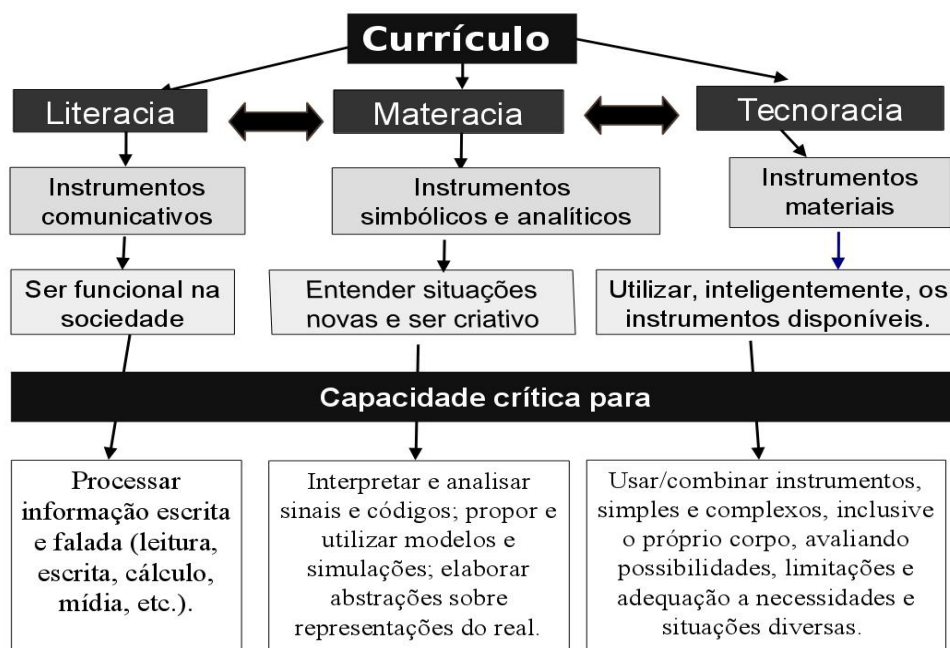 Currículo
Literacia
Materacia
Tecnoracia
Instrumentos
comunicativos
Instrumentos
simbólicos e analíticos
Instrumentos
materiais
Ser funcional na
sociedade
Entender situações
novas e ser criativo
Utilizar, inteligentemente, os
instrumentos disponíveis.
Capacidade crítica para
Processar
informação escrita
e falada (leitura,
escrita, cálculo,
mídia, etc.).
Interpretar e analisar
sinais e códigos; propor e
utilizar modelos e
simulações; elaborar
abstrações sobre
representações do real.
Usar/combinar instrumentos,
simples e complexos, inclusive
o próprio corpo, avaliando
possibilidades, limitações e
adequação a necessidades e
situações diversas.